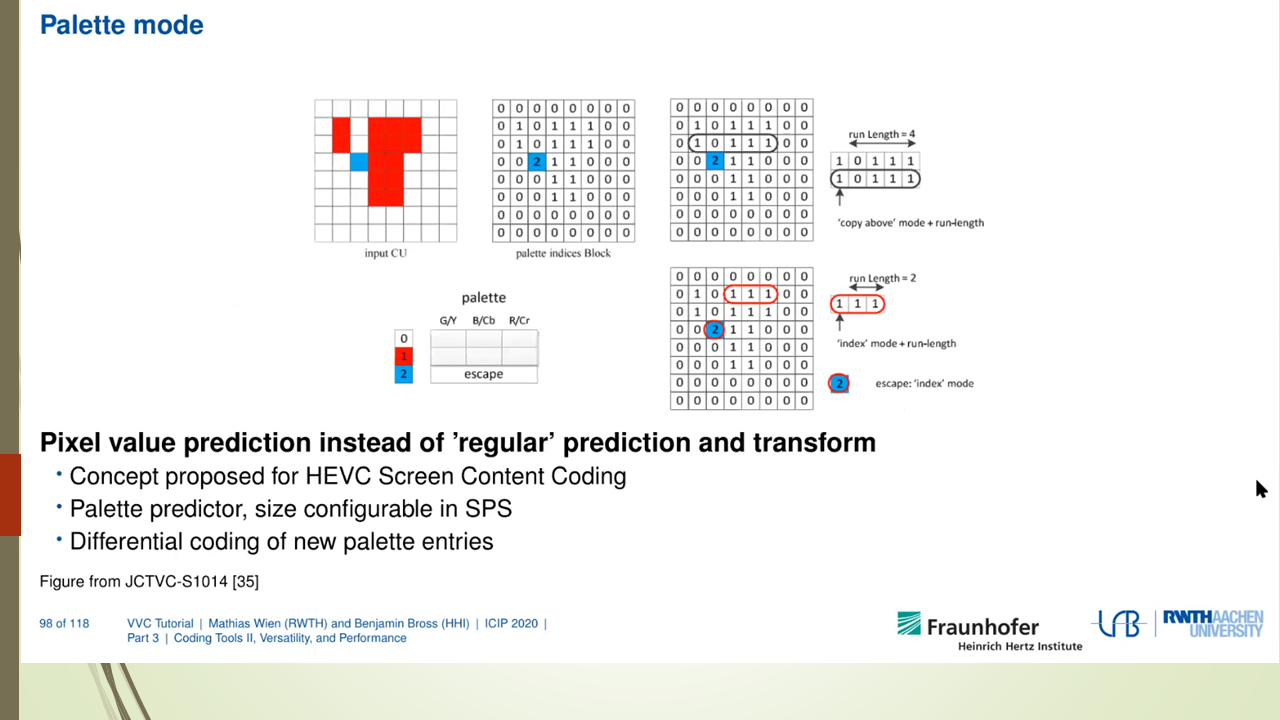 Palette mode
0 0 0 0 0 0 0 0
0 1 0 1 1 1 0 0
0 1 0 1 1 1 0 0
0 0 2 1 1 0 0 0
0 0 0 1 1 0 0 0
0 0 0 1 1 0 0 0
0 0 0 0 0 0 0 0
0 0 0 0 0 0 0 0
input CU
palette indices Block
0 0 0 0 0 0 0 0
0 1 0 1 1 1 0 0
0 1 0 1 1 1 0 0
0 0 2 1 1 0 0 0
0 0 0 1 1 0 0 0
0 0 0 1 1 0 0 0
0 0 0 0 0 0 0 0
0 0 0 0 0 0 0 0
run Length = 4
1 0 1 1 1
1 0 1 1 1
'copy above' mode + run-length
palette
G/Y B/Cb R/Cr
0
1
2 escape
0 0 0 0 0 0 0 0
0 1 0 1 1 1 0 0
0 1 0 1 1 1 0 0
0 0 2 1 1 0 0 0
0 0 0 1 1 0 0 0
0 0 0 1 1 0 0 0
0 0 0 0 0 0 0 0
0 0 0 0 0 0 0 0
run Length = 2
1 1 1
'index' mode + run-length
2 escape: 'index' mode
Pixel value prediction instead of ’regular’ prediction and transform
• Concept proposed for HEVC Screen Content Coding
• Palette predictor, size configurable in SPS
• Differential coding of new palette entries
Figure from JCTVC-S1014 [35]
98 of 118 VVC Tutorial | Mathias Wien (RWTH) and Benjamin Bross (HHI) | ICIP 2020 |
Part 3 | Coding Tools II, Versatility, and Performance
Fraunhofer
Heinrich Hertz Institute
LFB
RWTHAACHEN
UNIVERSITY